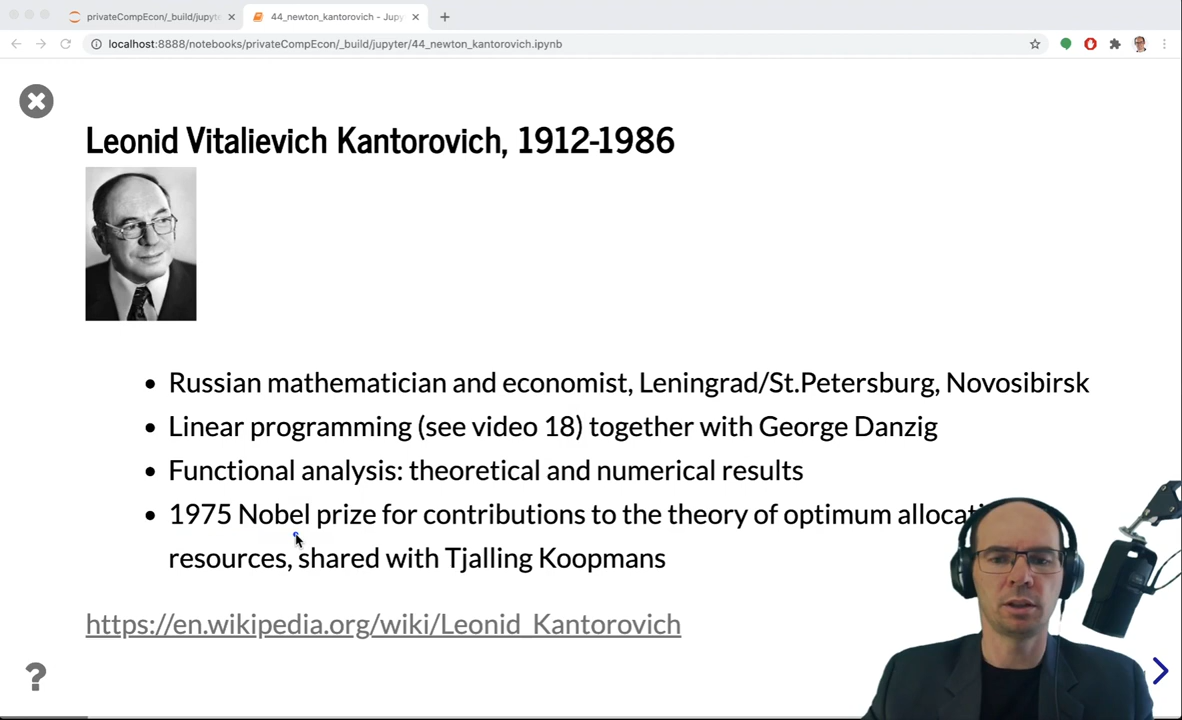 privateCompEcon/_build/jupyte
44_newton_kantorovich - Jupy
localhost:8888/notebooks/privateCompEcon/_build/jupyter/44_newton_kantorovich.ipynb
Leonid Vitalievich Kantorovich, 1912-1986
• Russian mathematician and economist, Leningrad/St.Petersburg, Novosibirsk
• Linear programming (see video 18) together with George Danzig
• Functional analysis: theoretical and numerical results
• 1975 Nobel prize for contributions to the theory of optimum
resources, shared with Tjalling Koopmans
https://en.wikipedia.org/wiki/Leonid_Kantorovich
?